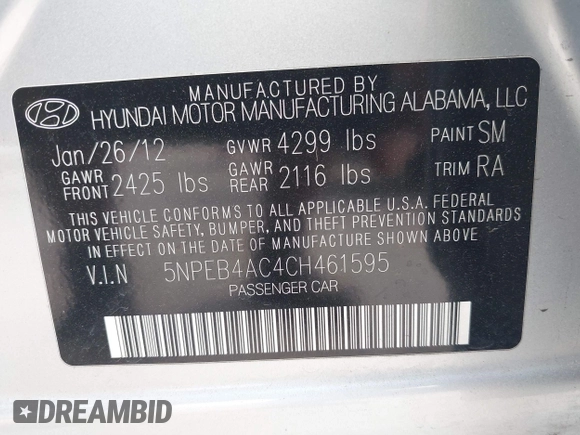 MANUFACTURED BY
HYUNDAI MOTOR MANUFACTURING ALABAMA, LLC
Jan/26/12 GVWR 4299 lbs PAINT SM
GAWR FRONT 2425 lbs GAWR REAR 2116 lbs TRIM RA
THIS VEHICLE CONFORMS TO ALL APPLICABLE U.S.A. FEDERAL
MOTOR VEHICLE SAFETY, BUMPER, AND THEFT PREVENTION STANDARDS
IN EFFECT ON THE DATE OF MANUFACTURE SHOWN ABOVE.
V.I.N 5NPEB4AC4CH461595
PASSENGER CAR
DREAMBID